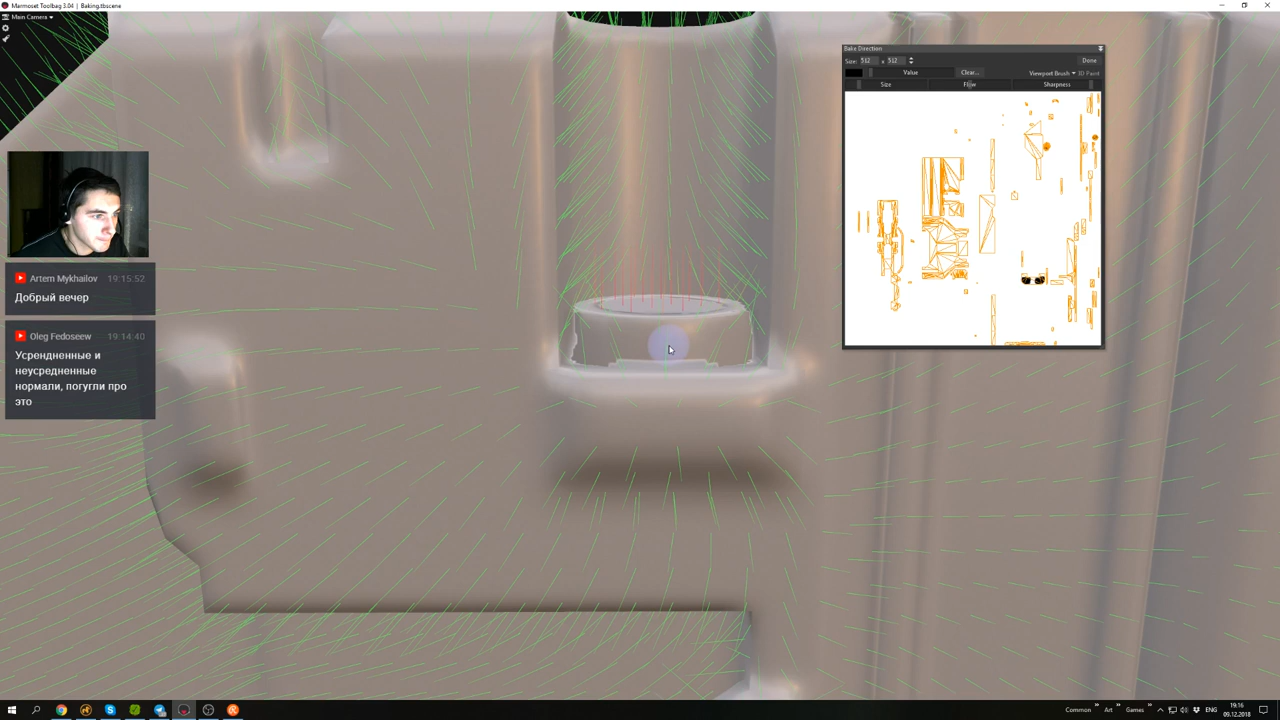 Marmoset Toolbag 3.04 | Baking.tbscene
Main Camera
Bake Direction
Size: 512 x 512
Done
Value
Clear...
Viewport Brush
3D Paint
Size
Flow
Sharpness
Artem Mykhailov 19:15:52
Добрый вечер
Oleg Fedoseew 19:14:40
Усрендненные и
неусредненные
нормали, погугли про
это
Common
Art
Games
ENG
19:16
09.12.2018